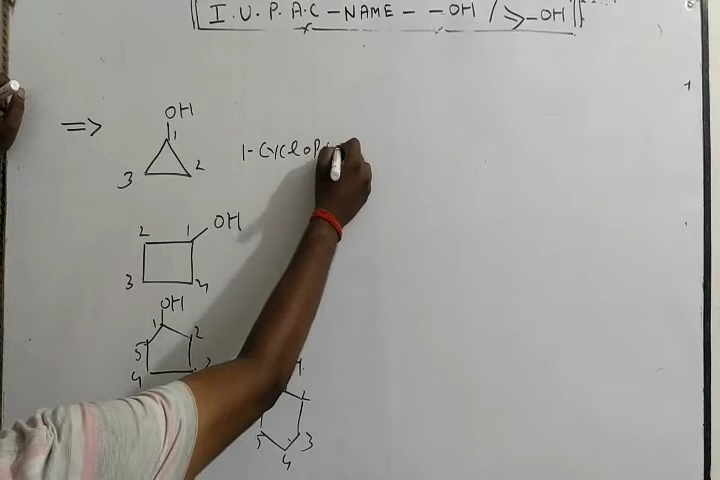 I.U.P.A.C-NAME- -OH / -OH
⇒
OH
1
3 2
1-CycloP
2 1 OH
3 4
OH
1
5 2
4
5 3
4